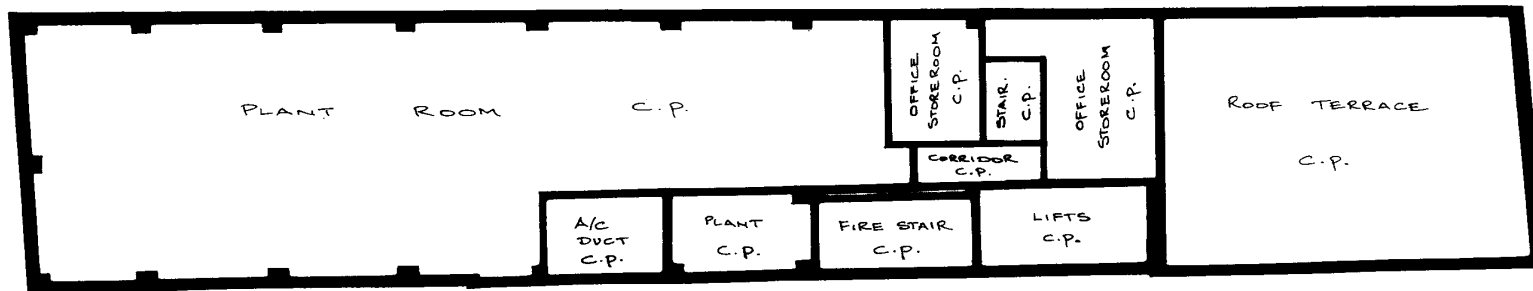 PLANT ROOM C.P.
OFFICE
STOREROOM
C.P.
STAIR.
C.P.
OFFICE
STOREROOM
C.P.
ROOF TERRACE
C.P.
CORRIDOR
C.P.
A/C
DUCT
C.P.
PLANT
C.P.
FIRE STAIR
C.P.
LIFTS
C.P.